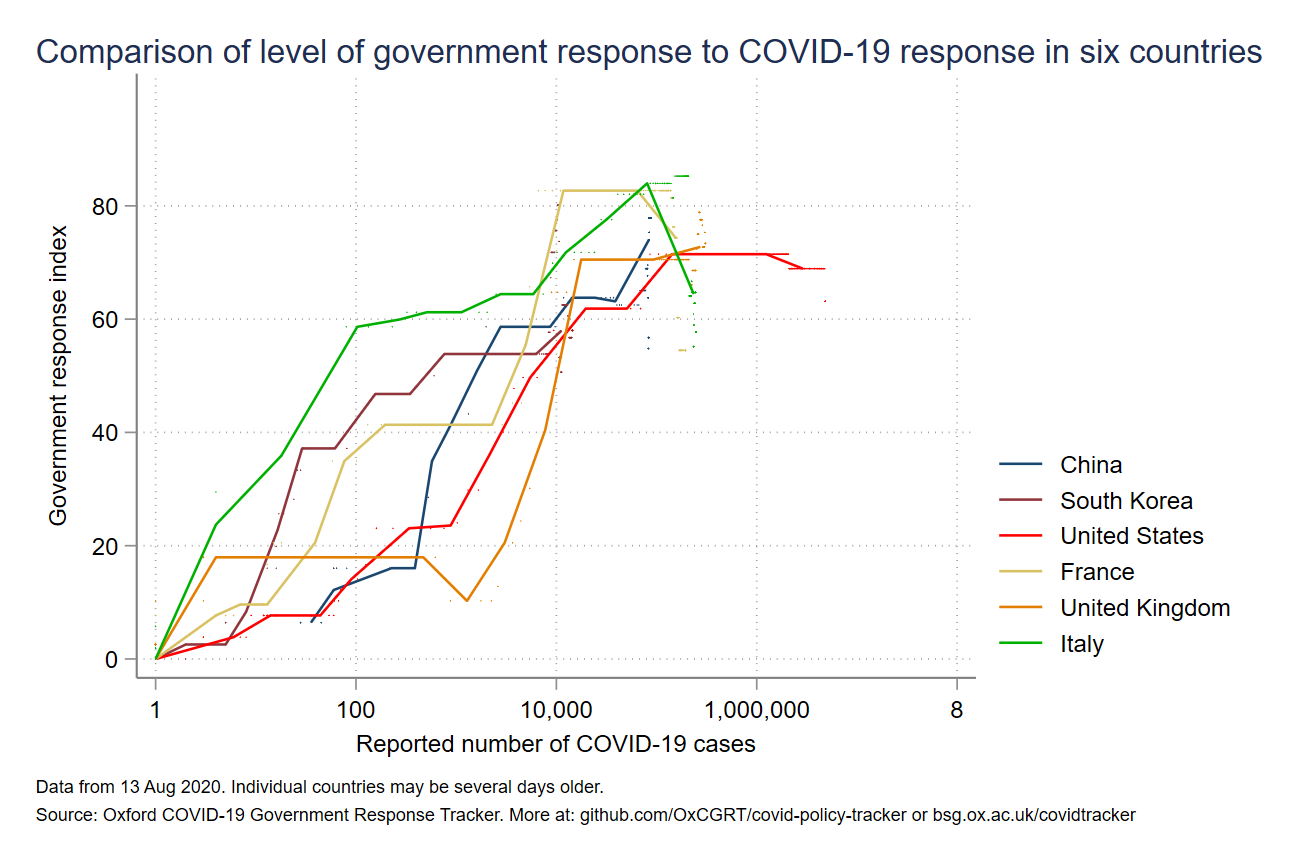 Comparison of level of government response to COVID-19 response in six countries
Government response index
80
60
40
20
0
1 100 10,000 1,000,000 8
Reported number of COVID-19 cases
China
South Korea
United States
France
United Kingdom
Italy
Data from 13 Aug 2020. Individual countries may be several days older.
Source: Oxford COVID-19 Government Response Tracker. More at: github.com/OxCGRT/covid-policy-tracker or bsg.ox.ac.uk/covidtracker